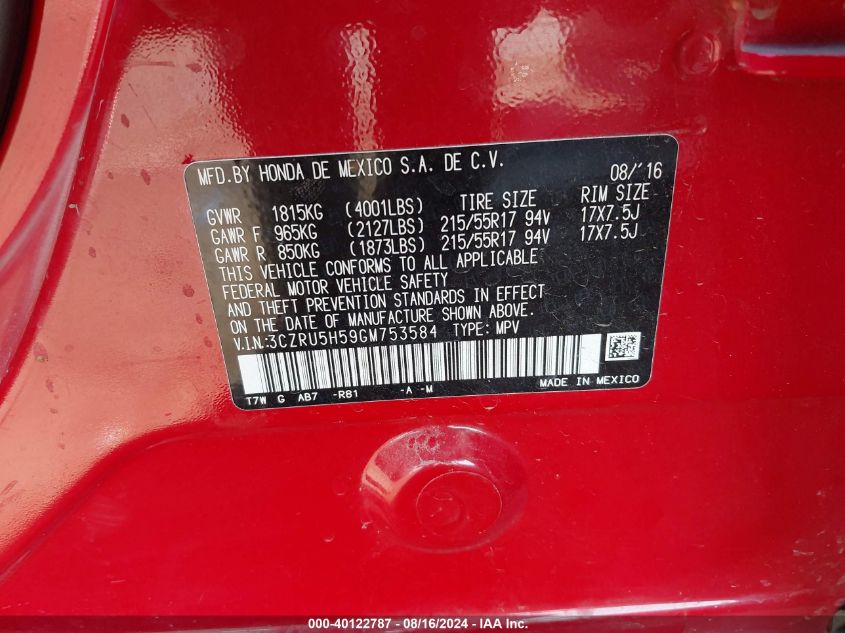 MFD.BY HONDA DE MEXICO S.A. DE C.V. 08/'16
TIRE SIZE RIM SIZE
GVWR 1815KG (4001LBS)
GAWR F 965KG (2127LBS) 215/55R17 94V 17X7.5J
GAWR R 850KG (1873LBS) 215/55R17 94V 17X7.5J
THIS VEHICLE CONFORMS TO ALL APPLICABLE
FEDERAL MOTOR VEHICLE SAFETY
AND THEFT PREVENTION STANDARDS IN EFFECT
ON THE DATE OF MANUFACTURE SHOWN ABOVE.
V.IN:3CZRU5H59GM753584 TYPE: MPV
T7W G AB7 -R81 -A -M MADE IN MEXICO
000-40122787 - 08/16/2024 - IAA Inc.